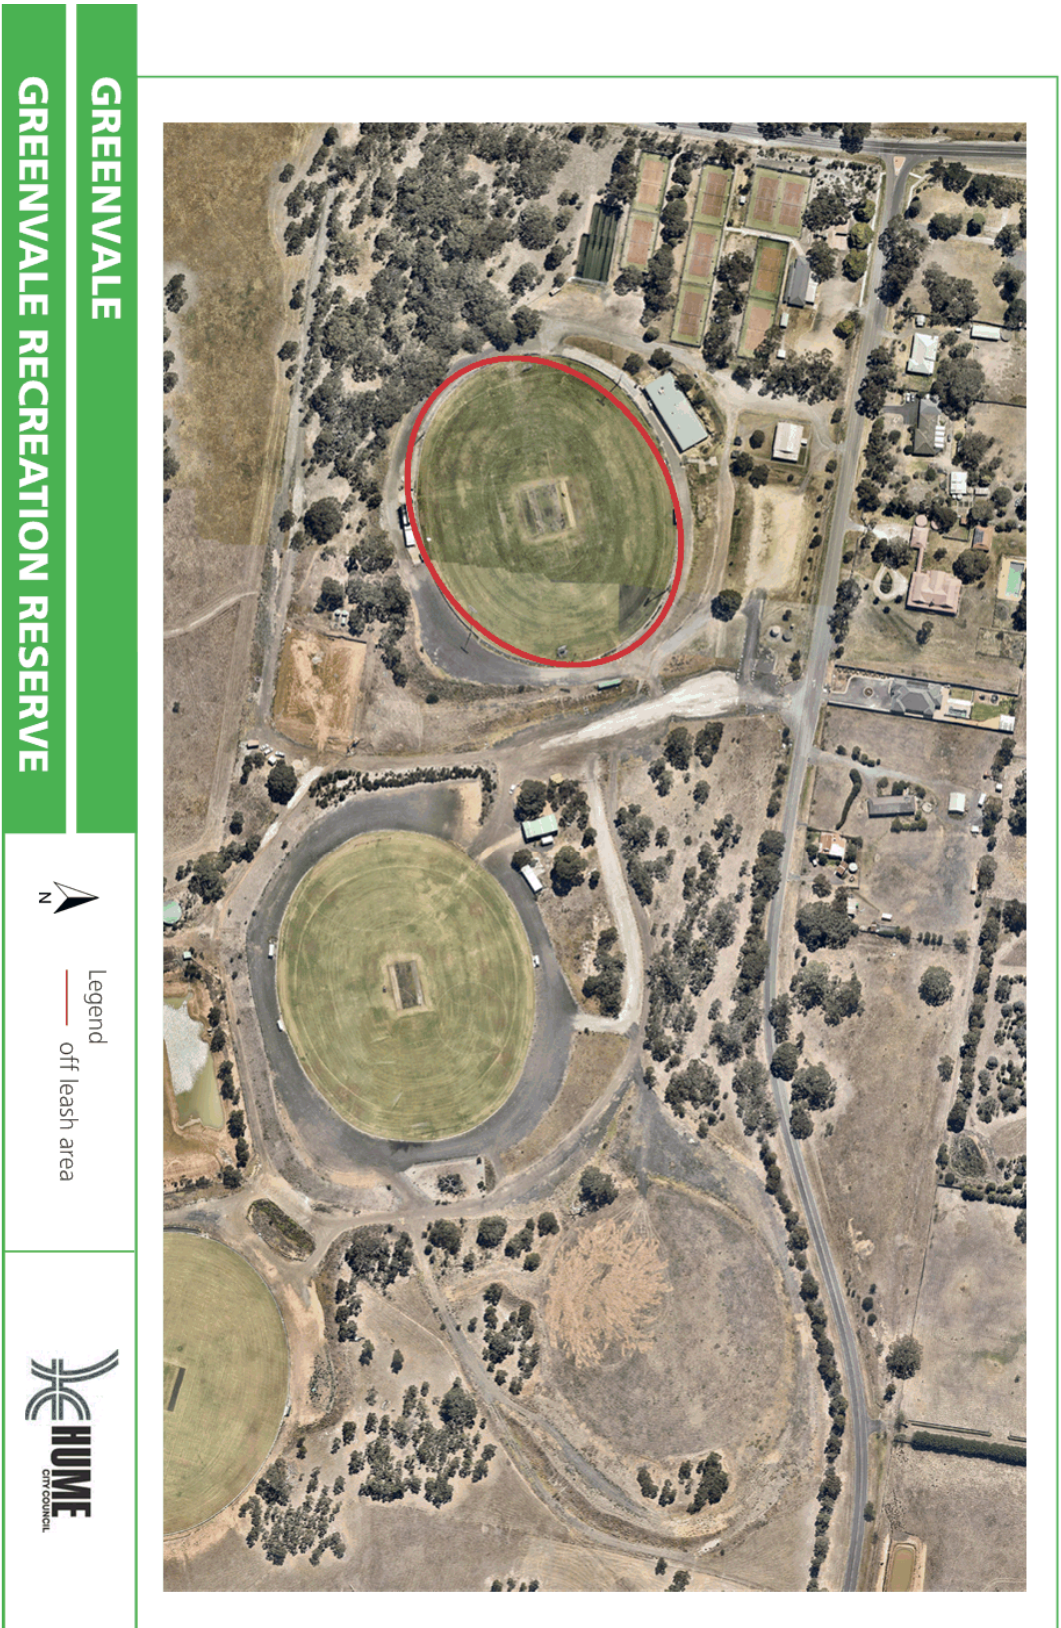 GREENVALE
GREENVALE RECREATION RESERVE
N
Legend
off leash area
HUME
CITY COUNCIL